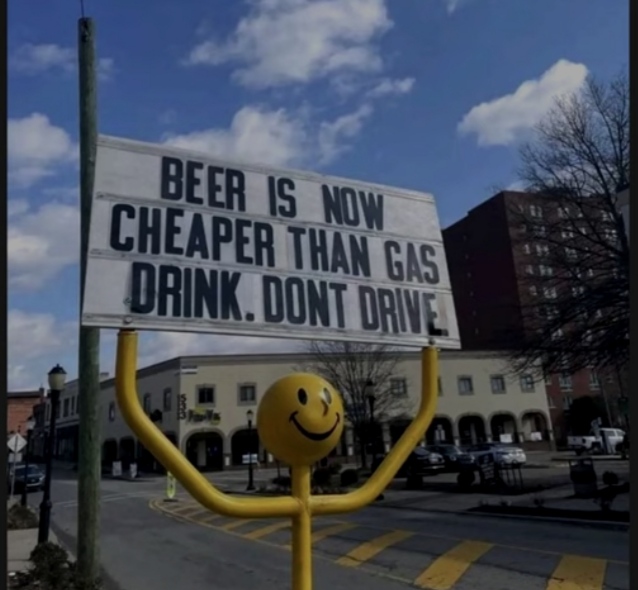 BEER IS NOW
CHEAPER THAN GAS
DRINK. DONT DRIVE.